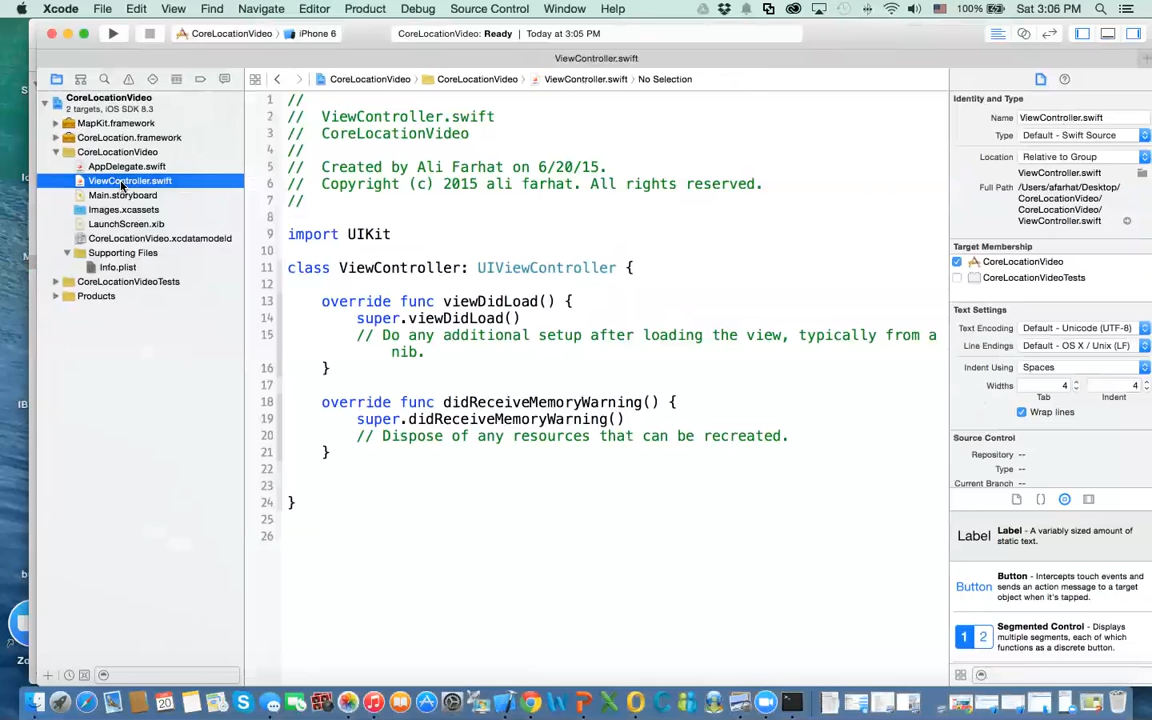 Xcode File Edit View Find Navigate Editor Product Debug Source Control Window Help 100% Sat 3:06 PM
CoreLocationVideo iPhone 6 CoreLocationVideo: Ready Today at 3:05 PM
ViewController.swift
CoreLocationVideo CoreLocationVideo ViewController.swift No Selection
CoreLocationVideo
2 targets, iOS SDK 8.3
MapKit.framework
CoreLocation.framework
CoreLocationVideo
AppDelegate.swift
ViewController.swift
Main.storyboard
Images.xcassets
LaunchScreen.xib
CoreLocationVideo.xcdatamodeld
Supporting Files
Info.plist
CoreLocationVideoTests
Products
1 //
2 // ViewController.swift
3 // CoreLocationVideo
4 //
5 // Created by Ali Farhat on 6/20/15.
6 // Copyright (c) 2015 ali farhat. All rights reserved.
7 //
8
9 import UIKit
10
11 class ViewController: UIViewController {
12
13 override func viewDidLoad() {
14 super.viewDidLoad()
15 // Do any additional setup after loading the view, typically from a
nib.
16 }
17
18 override func didReceiveMemoryWarning() {
19 super.didReceiveMemoryWarning()
20 // Dispose of any resources that can be recreated.
21 }
22
23
24 }
25
26
Identity and Type
Name ViewController.swift
Type Default - Swift Source
Location Relative to Group
ViewController.swift
Full Path /Users/afarhat/Desktop/
CoreLocationVideo/
CoreLocationVideo/
ViewController.swift
Target Membership
CoreLocationVideo
CoreLocationVideoTests
Text Settings
Text Encoding Default - Unicode (UTF-8)
Line Endings Default - OS X / Unix (LF)
Indent Using Spaces
Widths 4 4
Tab Indent
Wrap lines
Source Control
Repository --
Type --
Current Branch --
Label Label - A variably sized amount of
static text.
Button Button - Intercepts touch events and
sends an action message to a target
object when it's tapped.
1 2 Segmented Control - Displays
multiple segments, each of which
functions as a discrete button.
20